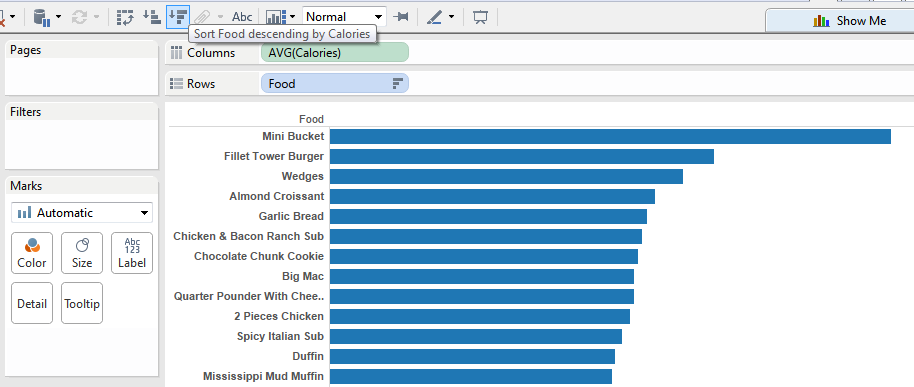 Abc
Normal
Show Me
Sort Food descending by Calories
Pages
Columns
AVG(Calories)
Rows
Food
Filters
Food
Mini Bucket
Fillet Tower Burger
Wedges
Marks
Almond Croissant
Automatic
Garlic Bread
Chicken & Bacon Ranch Sub
Abc
123
Chocolate Chunk Cookie
Color
Size
Label
Big Mac
Quarter Pounder With Chee..
Detail
Tooltip
2 Pieces Chicken
Spicy Italian Sub
Duffin
Mississippi Mud Muffin